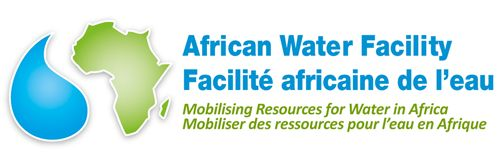 African Water Facility
Facilité africaine de l'eau
Mobilising Resources for Water in Africa
Mobiliser des ressources pour l'eau en Afrique